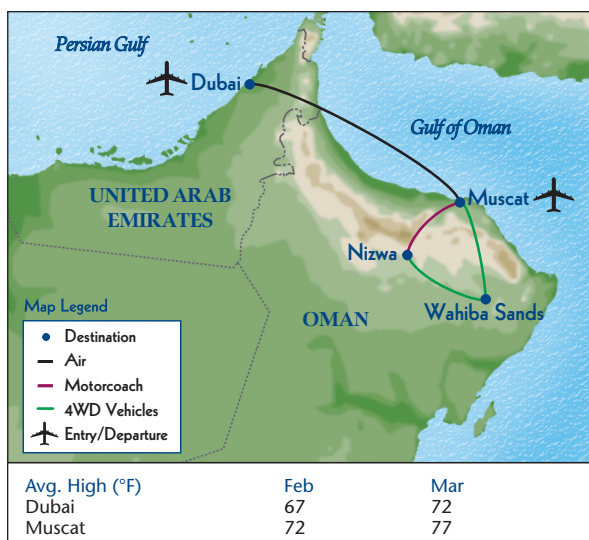 Persian Gulf
Dubai
Gulf of Oman
UNITED ARAB
EMIRATES
Muscat
Nizwa
Wahiba Sands
OMAN
Map Legend
Destination
Air
Motorcoach
4WD Vehicles
Entry/Departure
Avg. High (°F) Feb Mar
Dubai 67 72
Muscat 72 77